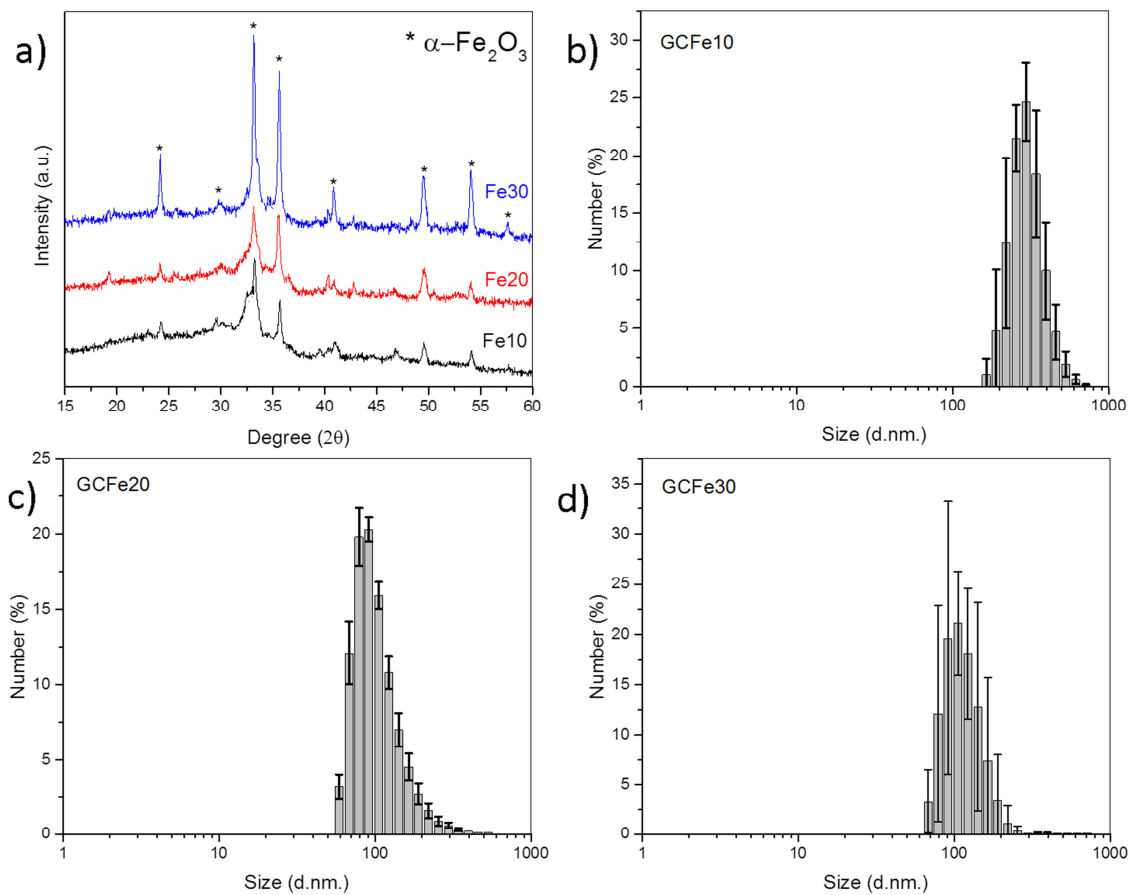 a)
* α–Fe₂O₃
*
*
*
*
*
*
*
*
Fe30
Fe20
Fe10
Intensity (a.u.)
15 20 25 30 35 40 45 50 55 60
Degree (2θ)
b)
GCFe10
30
25
20
15
10
5
0
Number (%)
1 10 100 1000
Size (d.nm.)
c)
GCFe20
25
20
15
10
5
0
Number (%)
1 10 100 1000
Size (d.nm.)
d)
GCFe30
35
30
25
20
15
10
5
0
Number (%)
1 10 100 1000
Size (d.nm.)